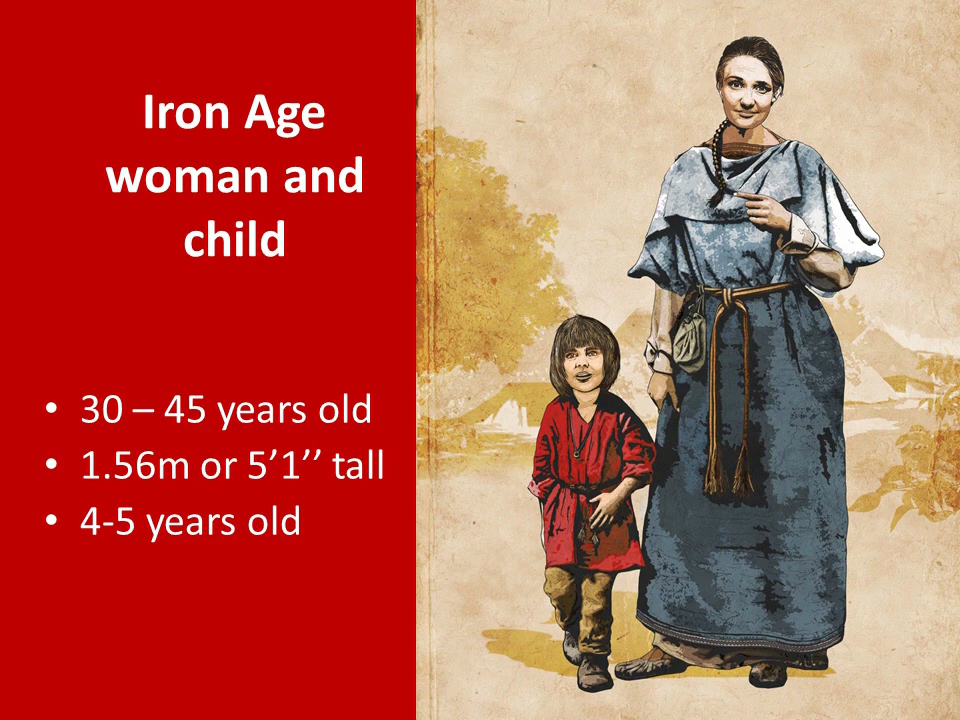 Iron Age
woman and
child
• 30 – 45 years old
• 1.56m or 5’1’’ tall
• 4-5 years old